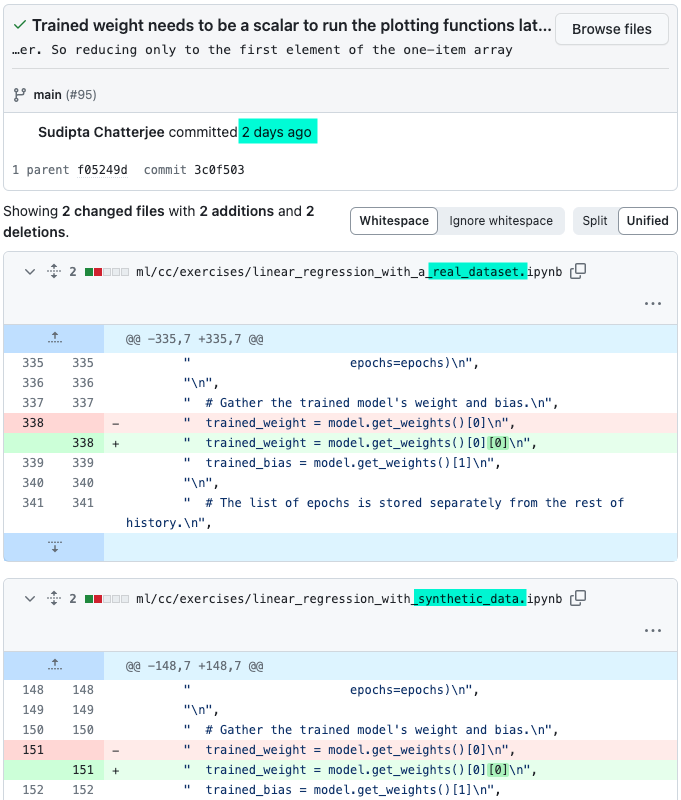 Trained weight needs to be a scalar to run the plotting functions lat...
Browse files
…er. So reducing only to the first element of the one-item array
main (#95)
Sudipta Chatterjee committed 2 days ago
1 parent f05249d commit 3c0f503
Showing 2 changed files with 2 additions and 2
deletions.
Whitespace Ignore whitespace Split Unified
2 ml/cc/exercises/linear_regression_with_a_real_dataset.ipynb
@@ -335,7 +335,7 @@
335 335 " epochs=epochs)\n",
336 336 "\n",
337 337 " # Gather the trained model's weight and bias.\n",
338 - " trained_weight = model.get_weights()[0]\n",
338 + " trained_weight = model.get_weights()[0][0]\n",
339 339 " trained_bias = model.get_weights()[1]\n",
340 340 "\n",
341 341 " # The list of epochs is stored separately from the rest of
history.\n",
2 ml/cc/exercises/linear_regression_with_synthetic_data.ipynb
@@ -148,7 +148,7 @@
148 148 " epochs=epochs)\n",
149 149 "\n",
150 150 " # Gather the trained model's weight and bias.\n",
151 - " trained_weight = model.get_weights()[0]\n",
151 + " trained_weight = model.get_weights()[0][0]\n",
152 152 " trained_bias = model.get_weights()[1]\n",